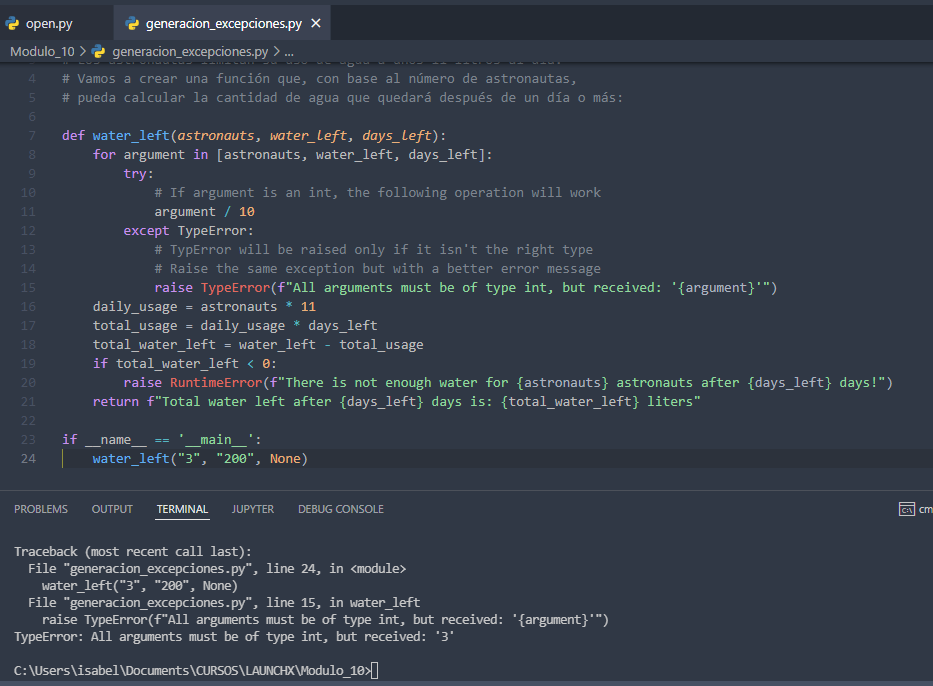 open.py
generacion_excepciones.py ×
Modulo_10 > generacion_excepciones.py > ...
4 # Vamos a crear una función que, con base al número de astronautas,
5 # pueda calcular la cantidad de agua que quedará después de un día o más:
6
7 def water_left(astronauts, water_left, days_left):
8 for argument in [astronauts, water_left, days_left]:
9 try:
10 # If argument is an int, the following operation will work
11 argument / 10
12 except TypeError:
13 # TypError will be raised only if it isn't the right type
14 # Raise the same exception but with a better error message
15 raise TypeError(f"All arguments must be of type int, but received: '{argument}'")
16 daily_usage = astronauts * 11
17 total_usage = daily_usage * days_left
18 total_water_left = water_left - total_usage
19 if total_water_left < 0:
20 raise RuntimeError(f"There is not enough water for {astronauts} astronauts after {days_left} days!")
21 return f"Total water left after {days_left} days is: {total_water_left} liters"
22
23 if __name__ == '__main__':
24 water_left("3", "200", None)
PROBLEMS OUTPUT TERMINAL JUPYTER DEBUG CONSOLE cm
Traceback (most recent call last):
File "generacion_excepciones.py", line 24, in <module>
water_left("3", "200", None)
File "generacion_excepciones.py", line 15, in water_left
raise TypeError(f"All arguments must be of type int, but received: '{argument}'")
TypeError: All arguments must be of type int, but received: '3'
C:\Users\isabel\Documents\CURSOS\LAUNCHX\Modulo_10>